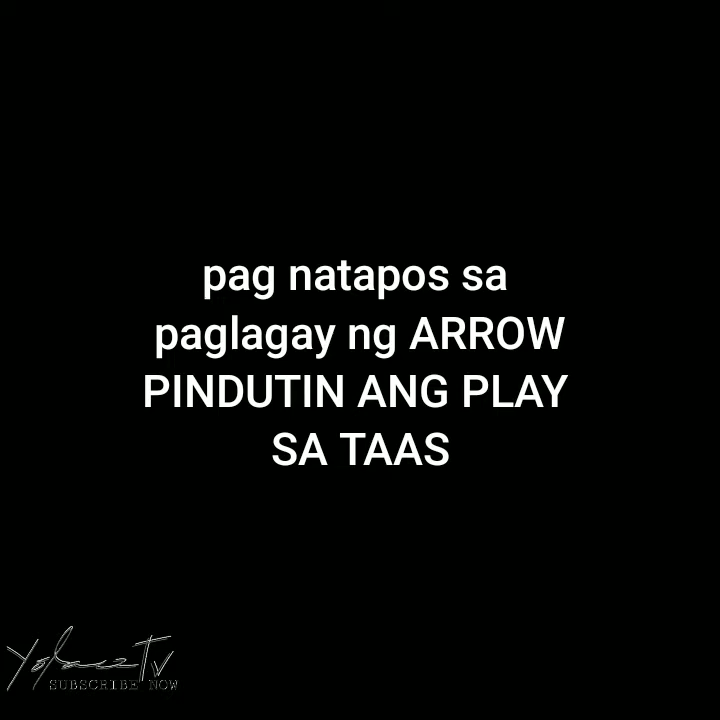 pag natapos sa
paglagay ng ARROW
PINDUTIN ANG PLAY
SA TAAS
SUBSCRIBE NOW